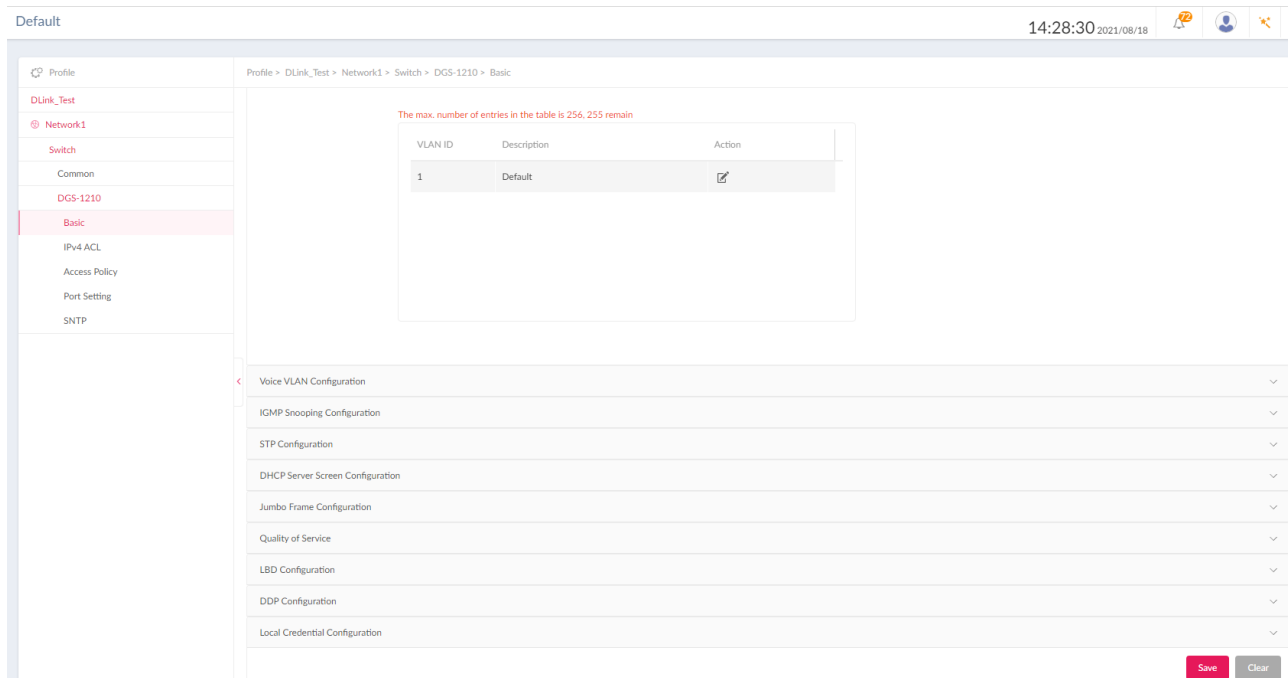 Default
14:28:30 2021/08/18
72
Profile
Profile > DLink_Test > Network1 > Switch > DGS-1210 > Basic
DLink_Test
Network1
Switch
Common
DGS-1210
Basic
IPv4 ACL
Access Policy
Port Setting
SNTP
The max. number of entries in the table is 256, 255 remain
VLAN ID Description Action
1 Default
Voice VLAN Configuration
IGMP Snooping Configuration
STP Configuration
DHCP Server Screen Configuration
Jumbo Frame Configuration
Quality of Service
LBD Configuration
DDP Configuration
Local Credential Configuration
Save Clear